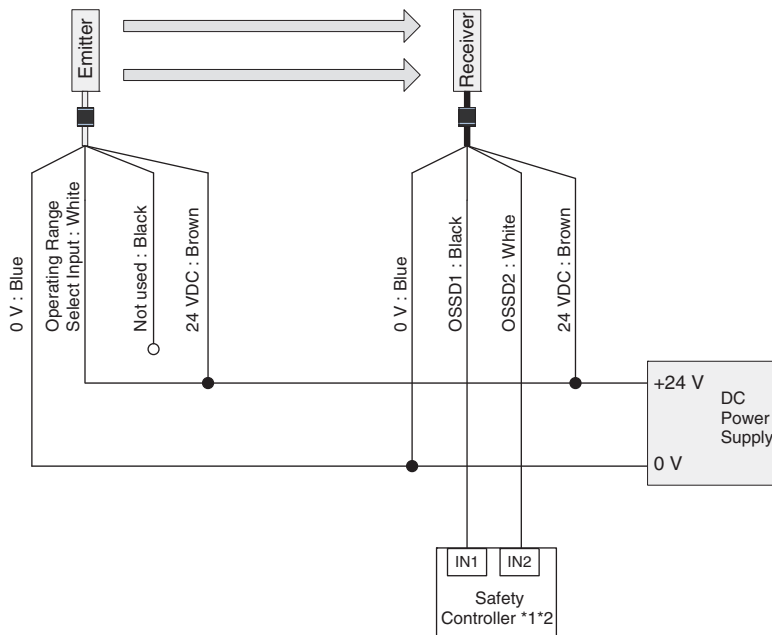 Emitter
Receiver
0 V : Blue
Operating Range
Select Input : White
Not used : Black
24 VDC : Brown
0 V : Blue
OSSD1 : Black
OSSD2 : White
24 VDC : Brown
+24 V
DC
Power
Supply
0 V
IN1
IN2
Safety
Controller *1*2